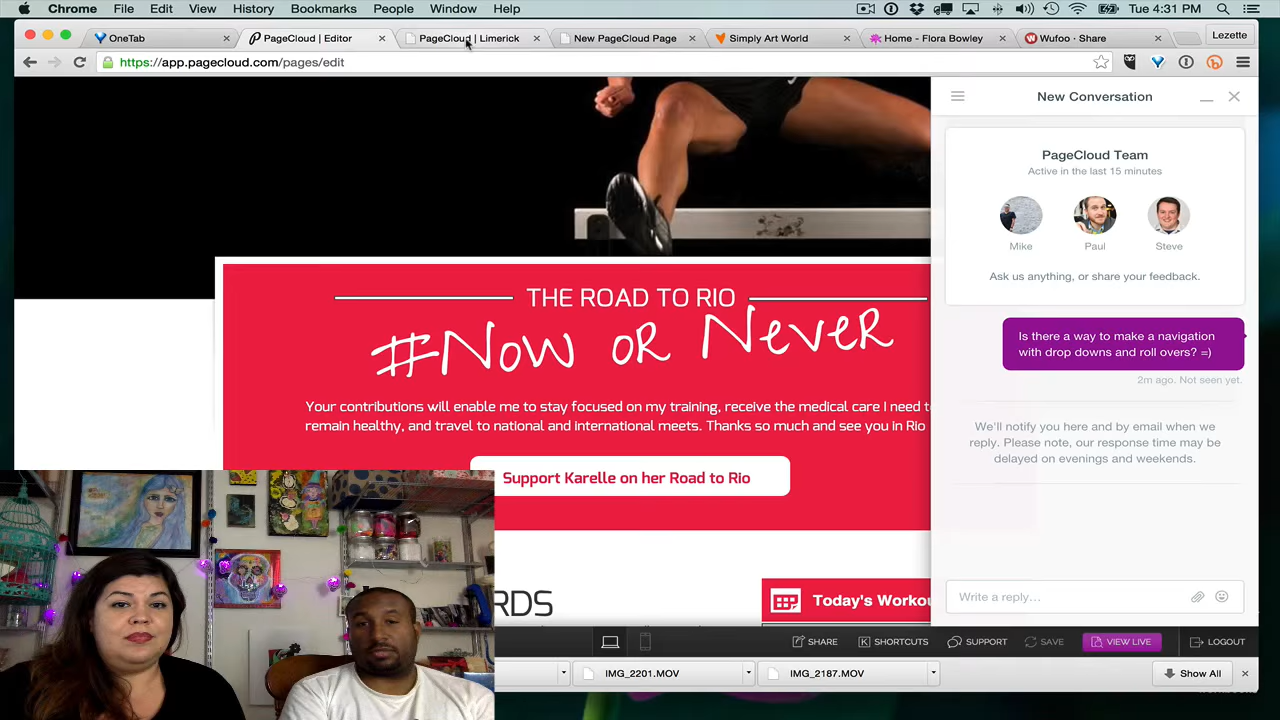 Chrome File Edit View History Bookmarks People Window Help Tue 4:31 PM
OneTab PageCloud | Editor PageCloud | Limerick New PageCloud Page Simply Art World Home - Flora Bowley Wufoo · Share Lezette
https://app.pagecloud.com/pages/edit
New Conversation
PageCloud Team
Active in the last 15 minutes
Mike Paul Steve
Ask us anything, or share your feedback.
Is there a way to make a navigation
with drop downs and roll overs? =)
2m ago. Not seen yet.
We'll notify you here and by email when we
reply. Please note, our response time may be
delayed on evenings and weekends.
Write a reply…
THE ROAD TO RIO
#Now or Never
Your contributions will enable me to stay focused on my training, receive the medical care I need to
remain healthy, and travel to national and international meets. Thanks so much and see you in Rio
Support Karelle on her Road to Rio
RDS
Today's Workou
SHARE SHORTCUTS SUPPORT SAVE VIEW LIVE LOGOUT
IMG_2201.MOV IMG_2187.MOV Show All